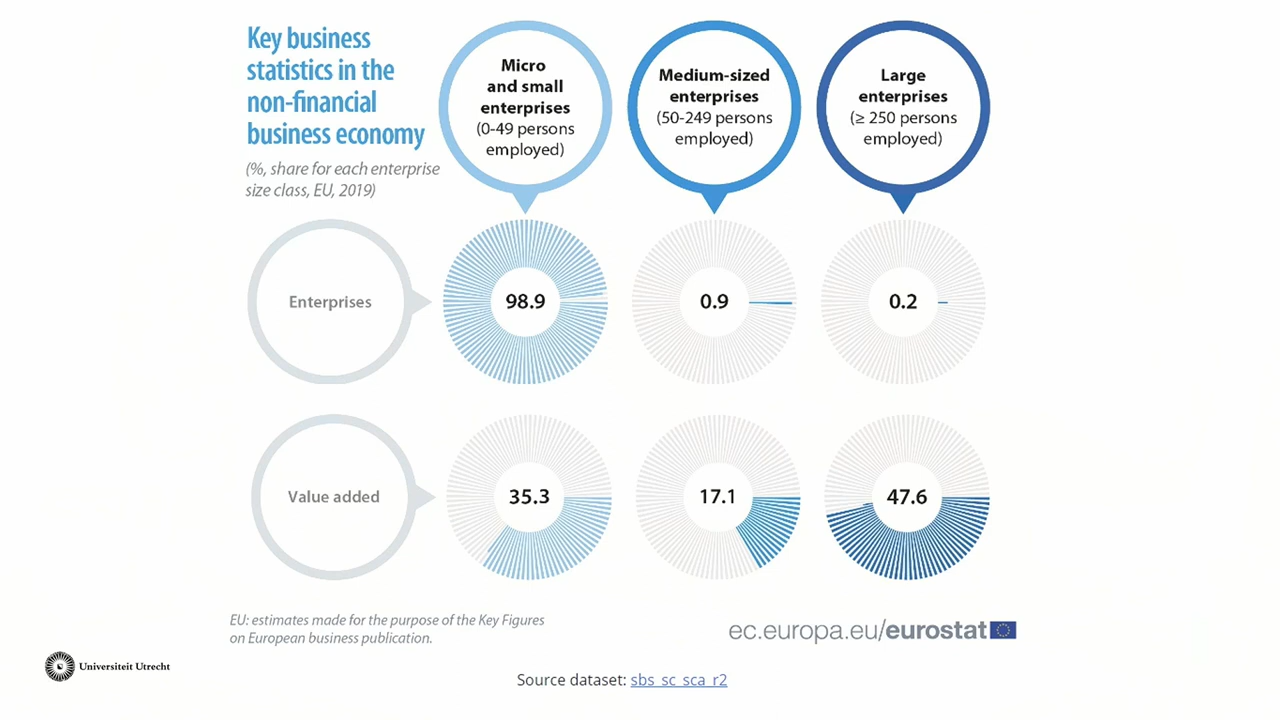 Key business
statistics in the
non-financial
business economy
(%, share for each enterprise
size class, EU, 2019)
Micro
and small
enterprises
(0-49 persons
employed)
Medium-sized
enterprises
(50-249 persons
employed)
Large
enterprises
(≥ 250 persons
employed)
Enterprises
98.9
0.9
0.2
Value added
35.3
17.1
47.6
EU: estimates made for the purpose of the Key Figures
on European business publication.
ec.europa.eu/eurostat
Universiteit Utrecht
Source dataset: sbs_sc_sca_r2